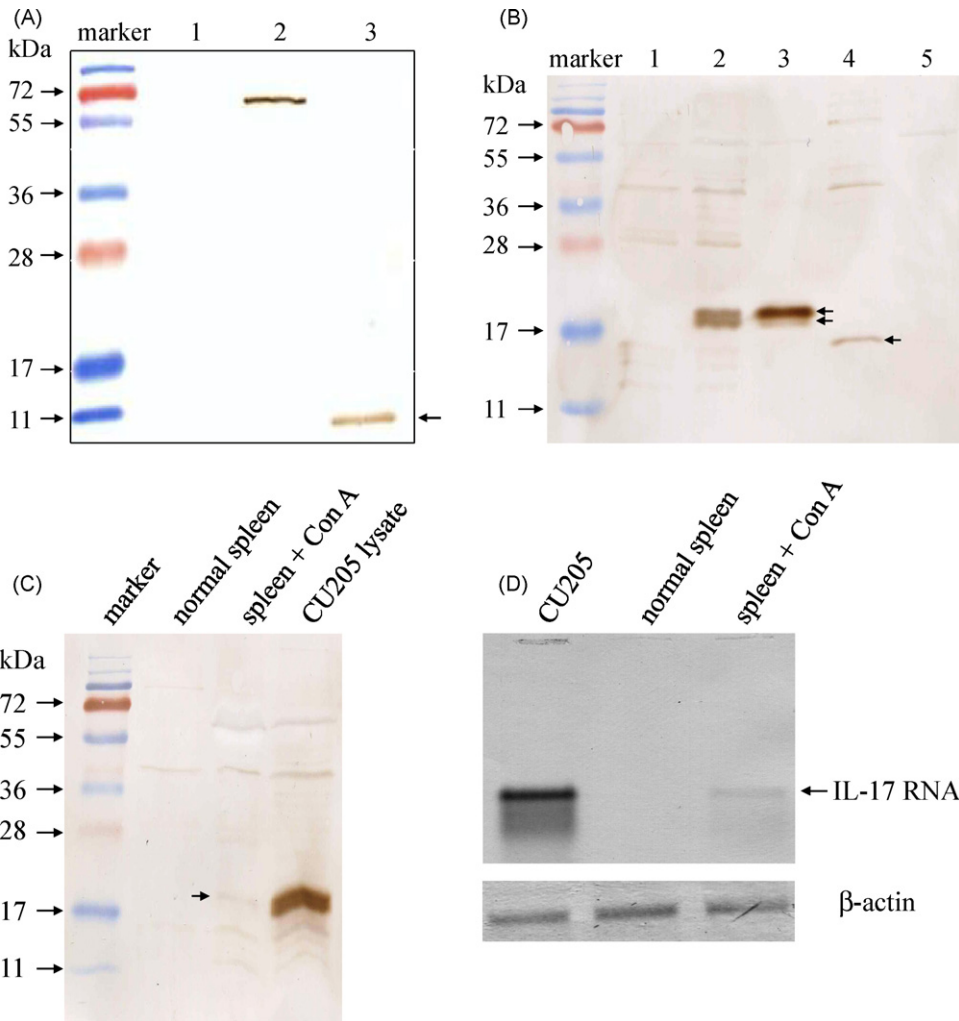 (A)
marker 1 2 3
kDa
72
55
36
28
17
11
(B)
marker 1 2 3 4 5
kDa
72
55
36
28
17
11
(C)
marker normal spleen spleen + Con A CU205 lysate
kDa
72
55
36
28
17
11
(D)
CU205 normal spleen spleen + Con A
IL-17 RNA
β-actin